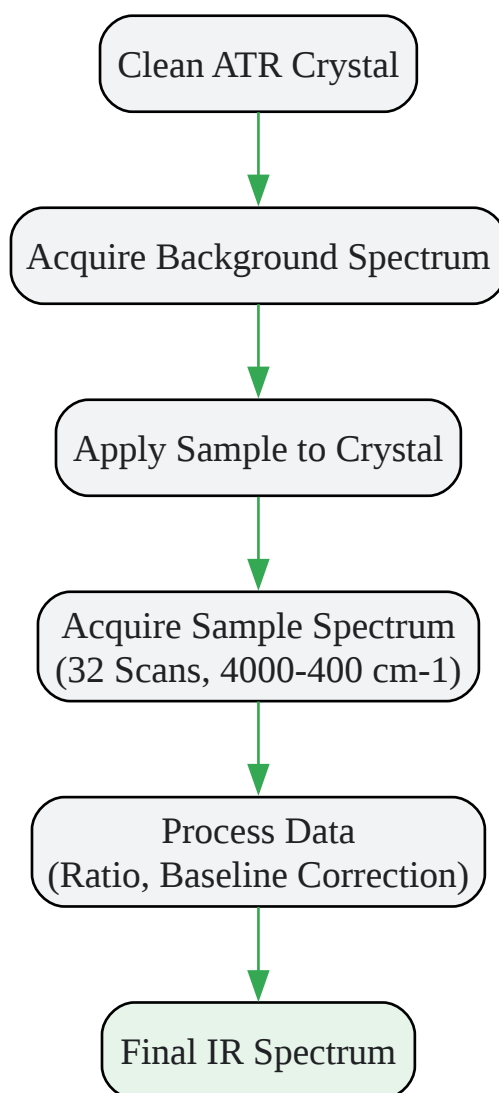 Clean ATR Crystal
Acquire Background Spectrum
Apply Sample to Crystal
Acquire Sample Spectrum
(32 Scans, 4000-400 cm-1)
Process Data
(Ratio, Baseline Correction)
Final IR Spectrum